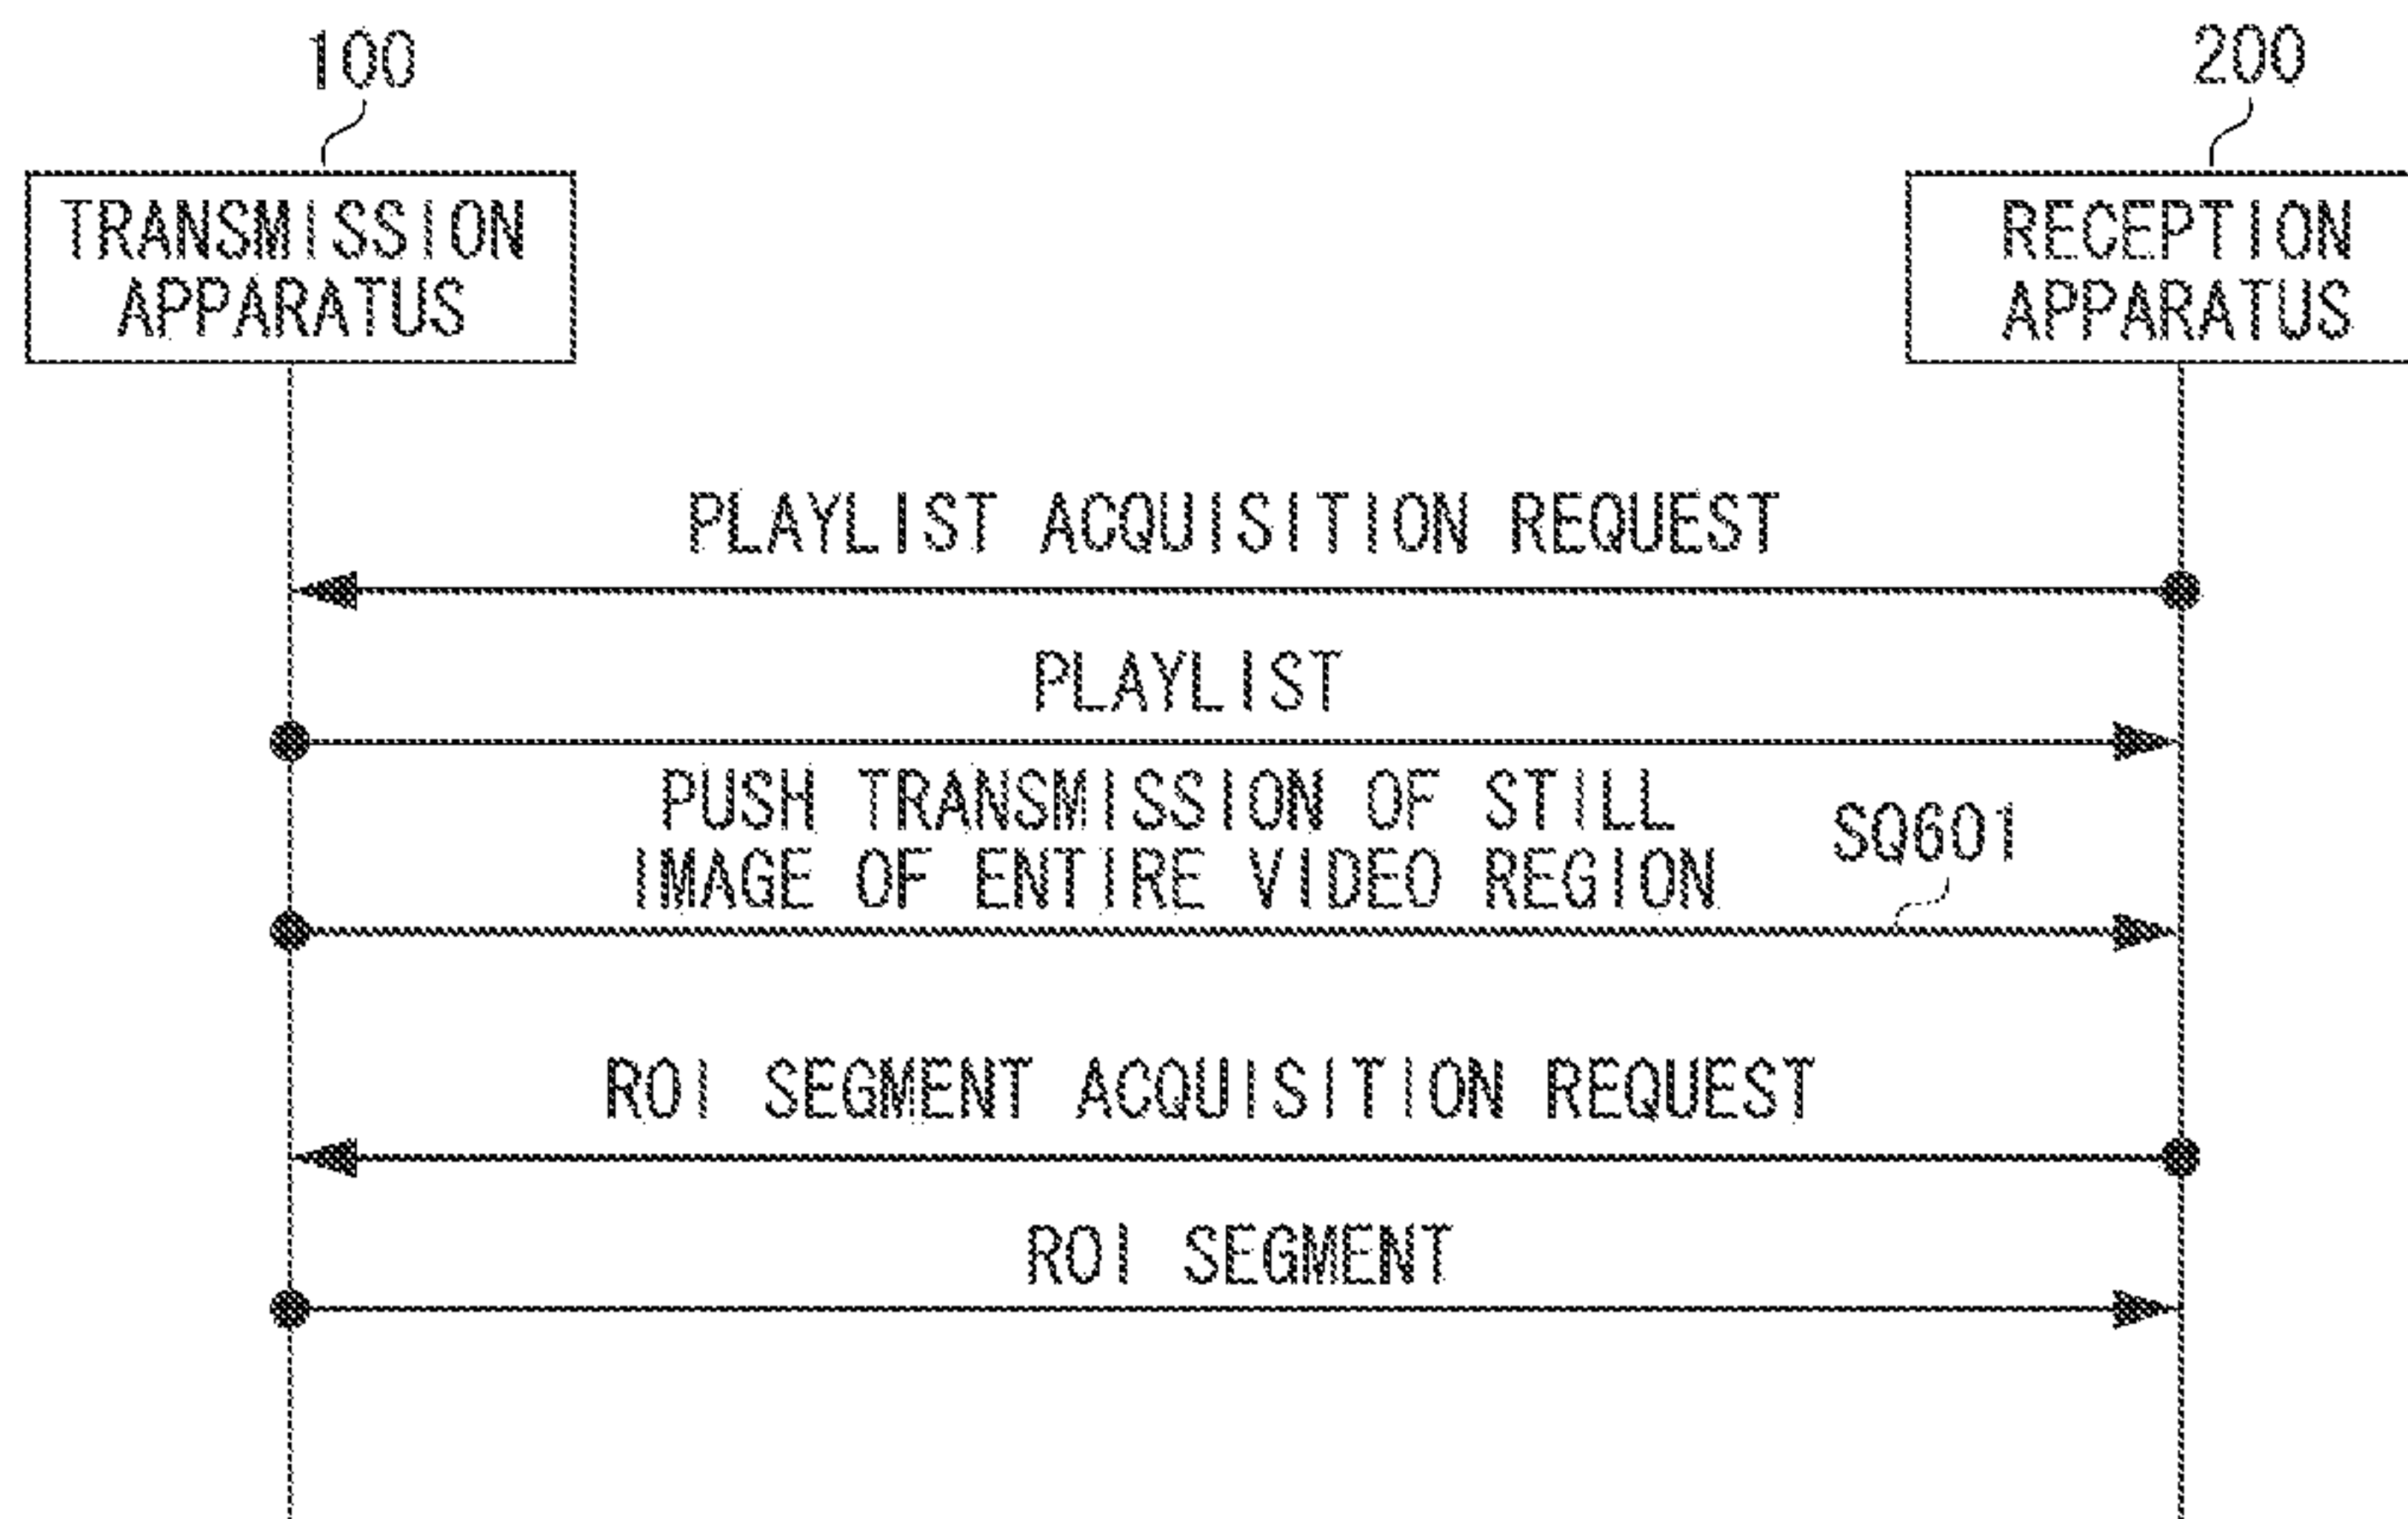 100
200
TRANSMISSION
APPARATUS
RECEPTION
APPARATUS
PLAYLIST ACQUISITION REQUEST
PLAYLIST
PUSH TRANSMISSION OF STILL
IMAGE OF ENTIRE VIDEO REGION
SQ601
ROI SEGMENT ACQUISITION REQUEST
ROI SEGMENT